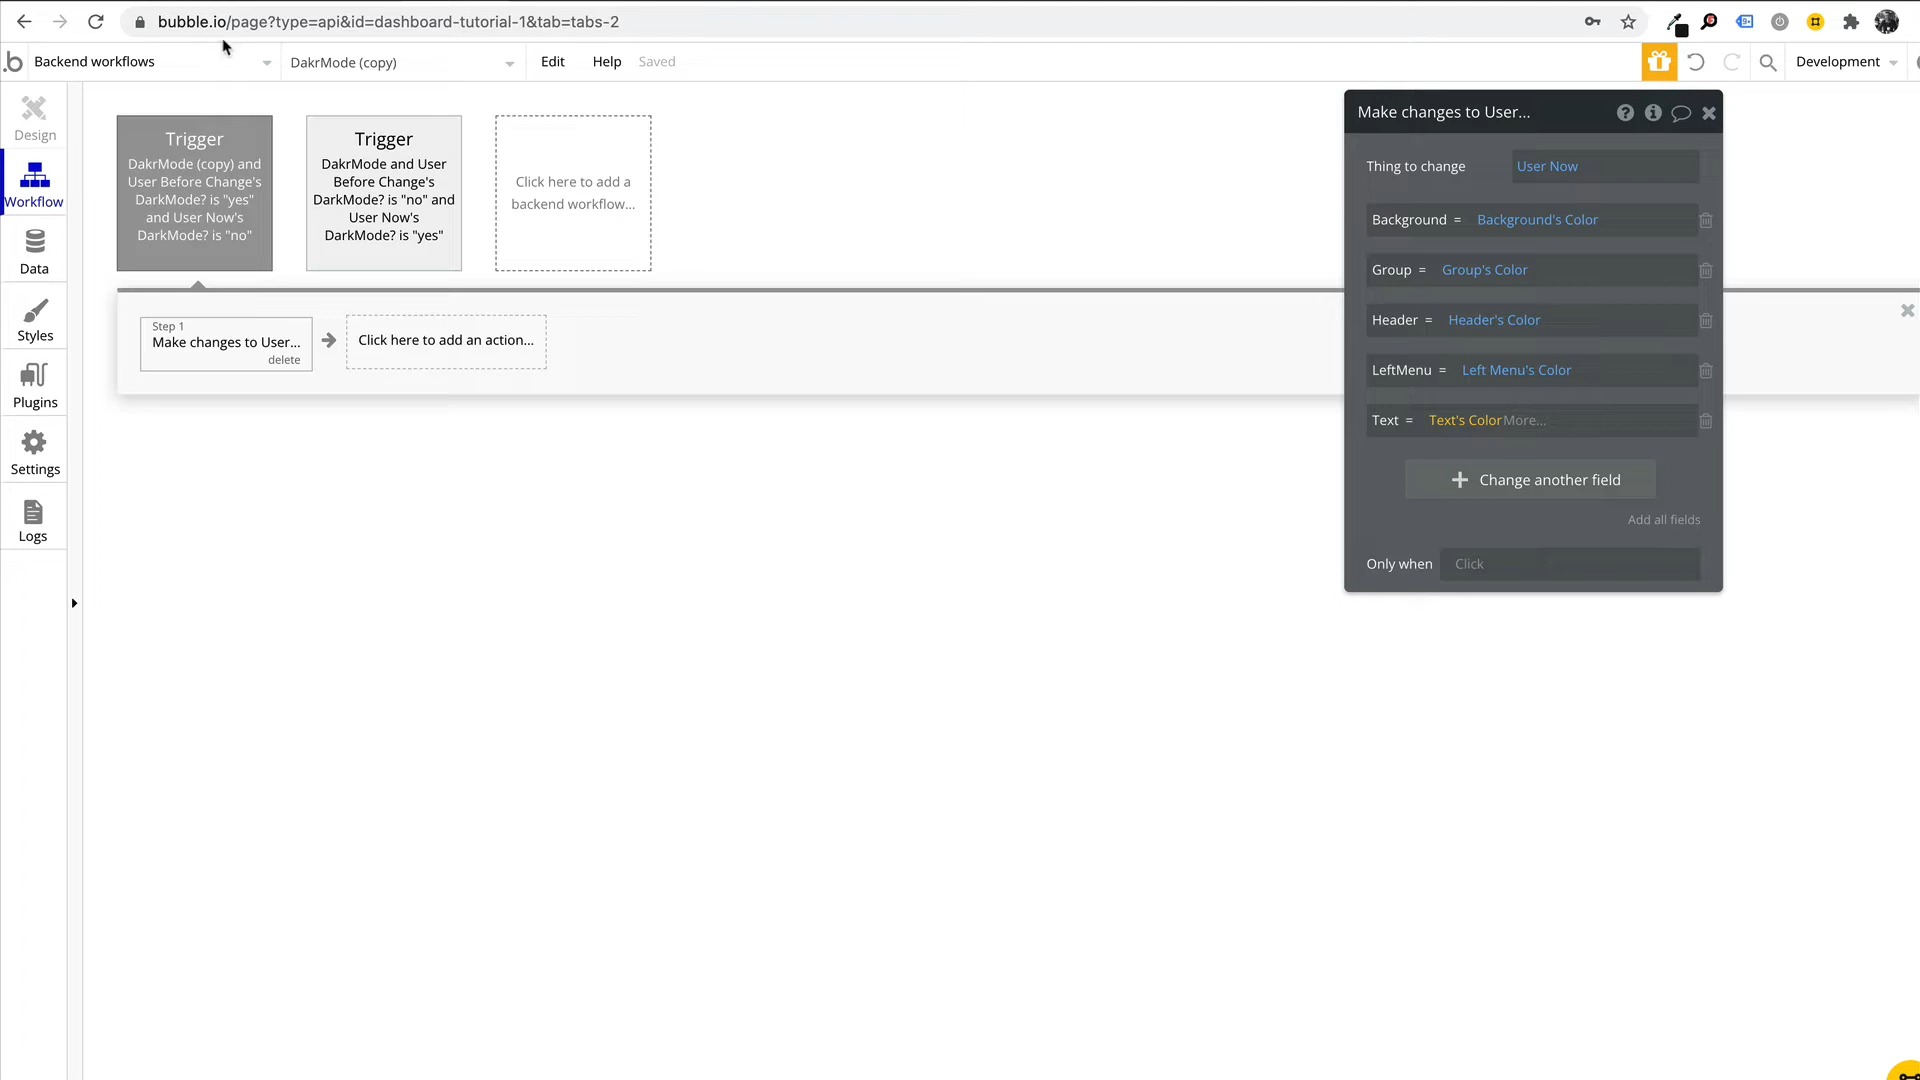 bubble.io/page?type=api&id=dashboard-tutorial-1&tab=tabs-2
.b
Backend workflows
DakrMode (copy)
Edit
Help
Saved
Development
Design
Workflow
Data
Styles
Plugins
Settings
Logs
Trigger
DakrMode (copy) and
User Before Change's
DarkMode? is "yes"
and User Now's
DarkMode? is "no"
Trigger
DakrMode and User
Before Change's
DarkMode? is "no" and
User Now's
DarkMode? is "yes"
Click here to add a
backend workflow...
Step 1
Make changes to User...
delete
Click here to add an action...
Make changes to User...
Thing to change User Now
Background = Background's Color
Group = Group's Color
Header = Header's Color
LeftMenu = Left Menu's Color
Text = Text's ColorMore...
+ Change another field
Add all fields
Only when Click